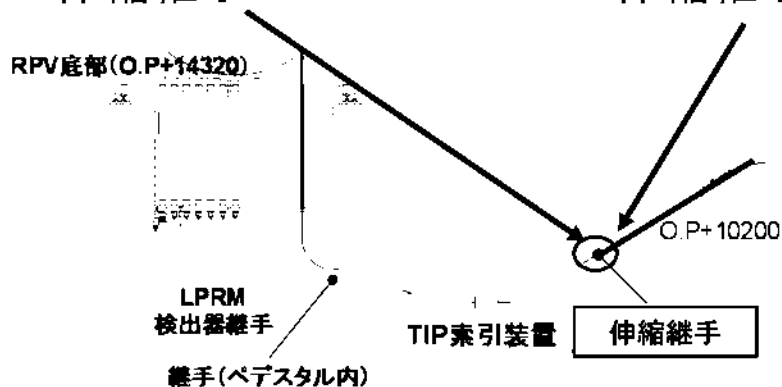 RPV底部(O.P+14320)
O.P+10200
LPRM
検出器継手
TIP索引装置
伸縮継手
継手(ペデスタル内)